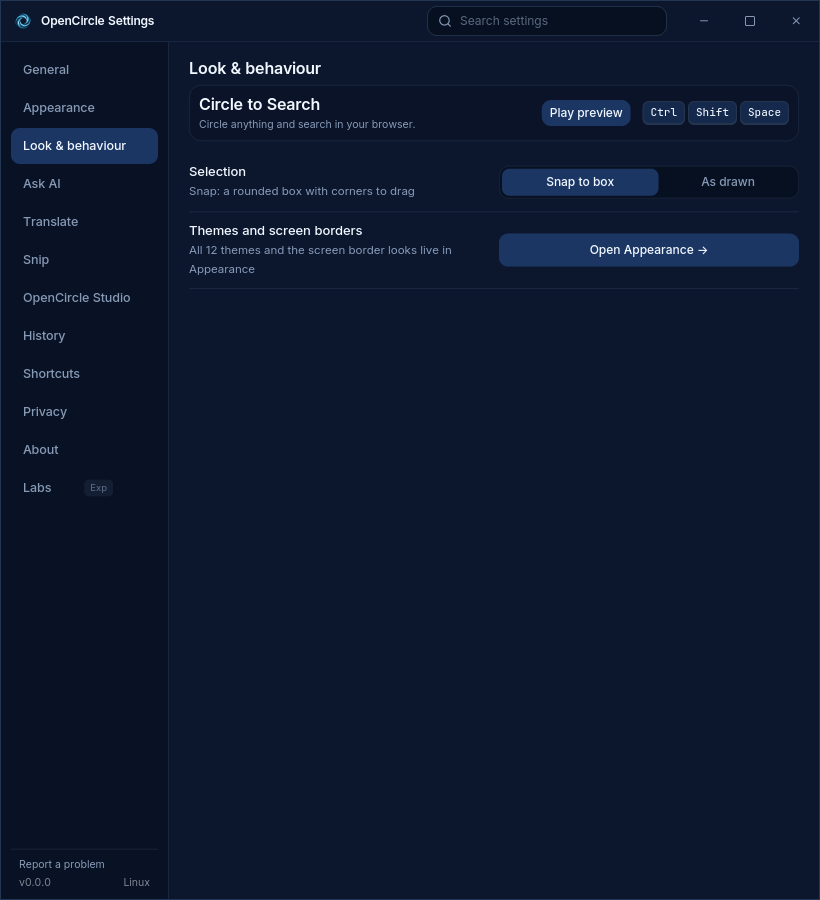 OpenCircle Settings
Search settings
General
Appearance
Look & behaviour
Ask AI
Translate
Snip
OpenCircle Studio
History
Shortcuts
Privacy
About
Labs Exp
Report a problem
v0.0.0 Linux
Look & behaviour
Circle to Search
Circle anything and search in your browser.
Play preview Ctrl Shift Space
Selection
Snap: a rounded box with corners to drag
Snap to box As drawn
Themes and screen borders
All 12 themes and the screen border looks live in
Appearance
Open Appearance →